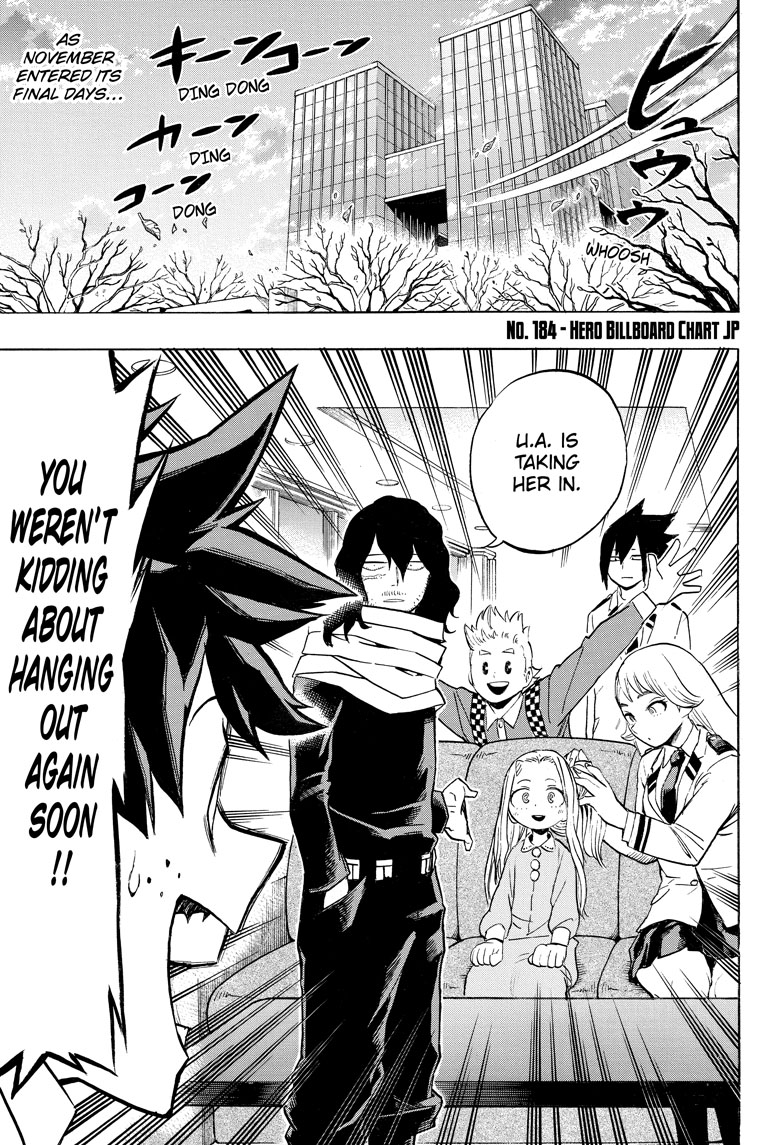 AS
NOVEMBER
ENTERED ITS
FINAL DAYS...
キーンコーン
DING DONG
カーン
DING
コーン
DONG
ヒュウウ
WHOOSH
No. 184 - Hero Billboard Chart JP
U.A. IS
TAKING
HER IN.
YOU
WEREN'T
KIDDING
ABOUT
HANGING
OUT
AGAIN
SOON
!!